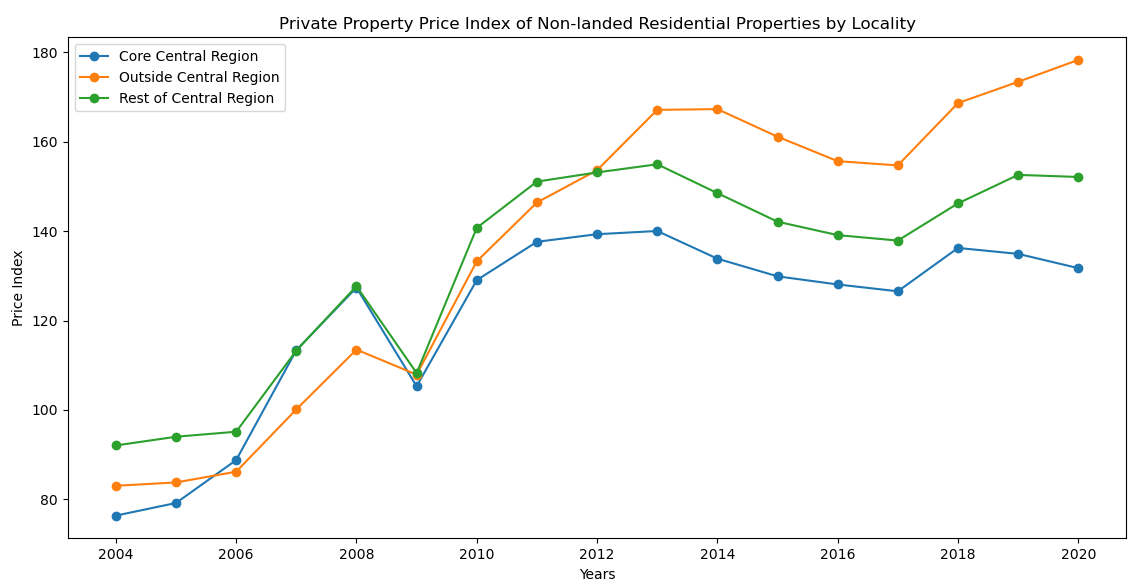 Private Property Price Index of Non-landed Residential Properties by Locality
Core Central Region
Outside Central Region
Rest of Central Region
Price Index
180
160
140
120
100
80
2004 2006 2008 2010 2012 2014 2016 2018 2020
Years